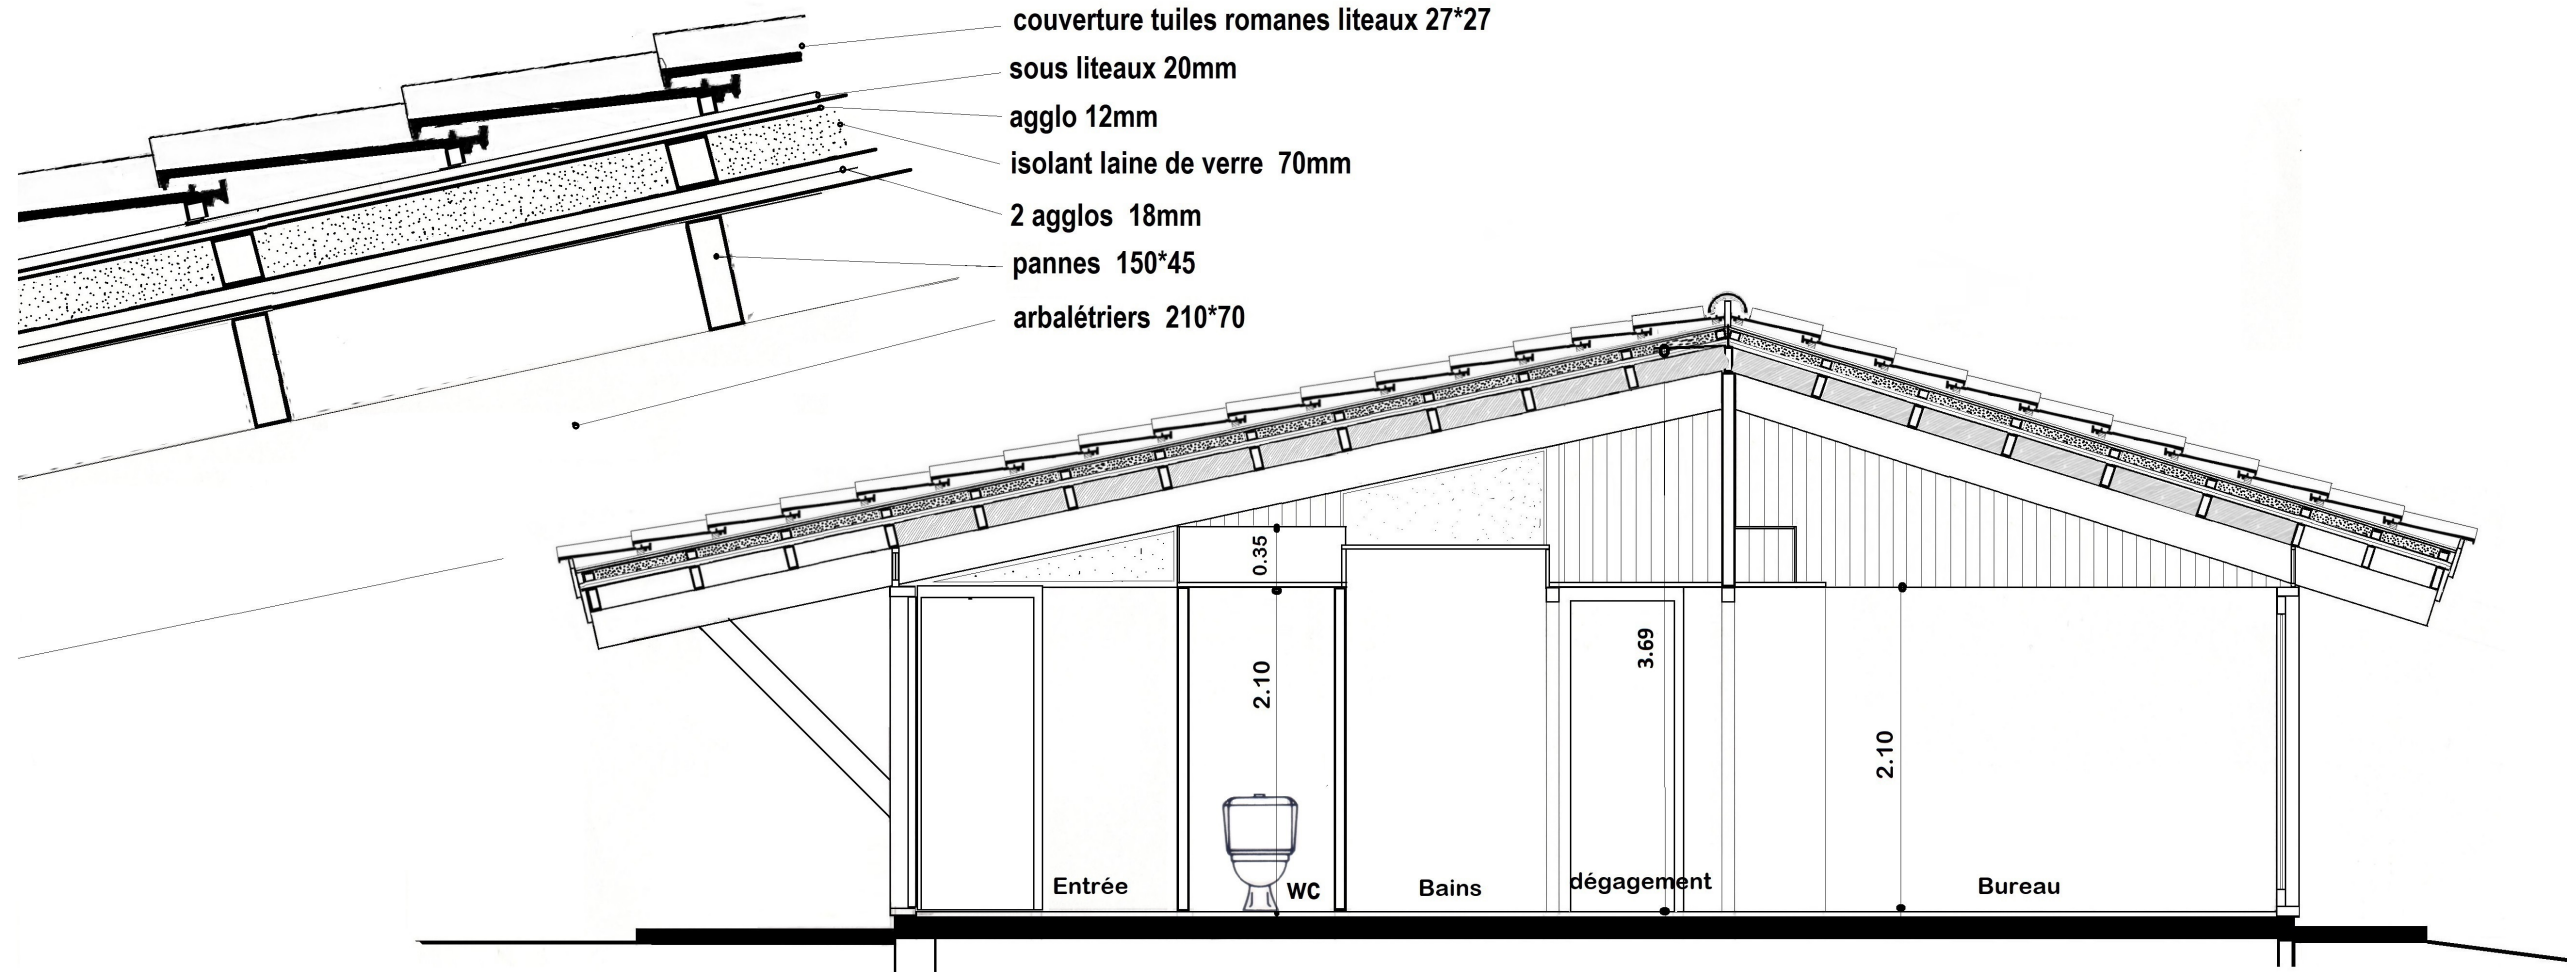 couverture tuiles romanes liteaux 27*27
sous liteaux 20mm
agglo 12mm
isolant laine de verre 70mm
2 agglos 18mm
pannes 150*45
arbalétriers 210*70
0.35
2.10
3.69
2.10
Entrée
WC
Bains
dégagement
Bureau